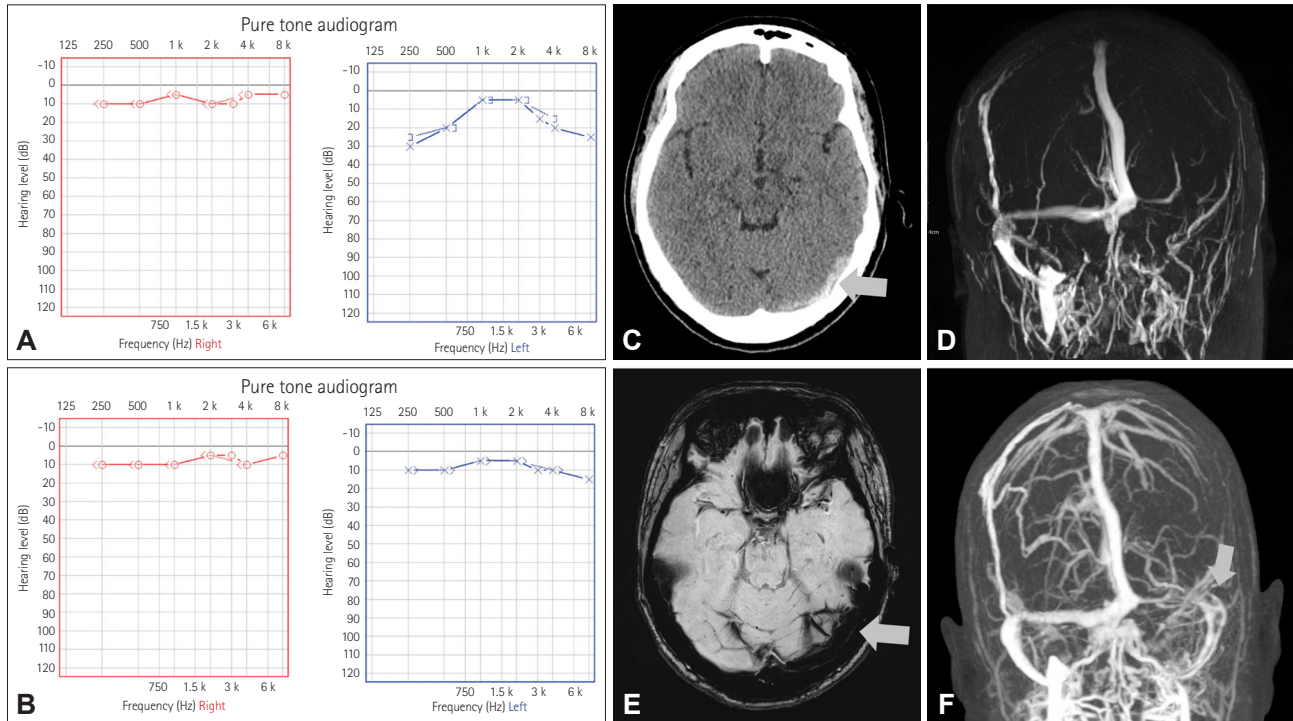 Pure tone audiogram
125 250 500 1 k 2 k 4 k 8 k
-10
0
10
20
30
40
50
60
70
80
90
100
110
120
Hearing level (dB)
750 1.5 k 3 k 6 k
Frequency (Hz) Right
125 250 500 1 k 2 k 4 k 8 k
-10
0
10
20
30
40
50
60
70
80
90
100
110
120
Hearing level (dB)
750 1.5 k 3 k 6 k
Frequency (Hz) Left
A
C
D
Pure tone audiogram
125 250 500 1 k 2 k 4 k 8 k
-10
0
10
20
30
40
50
60
70
80
90
100
110
120
Hearing level (dB)
750 1.5 k 3 k 6 k
Frequency (Hz) Right
125 250 500 1 k 2 k 4 k 8 k
-10
0
10
20
30
40
50
60
70
80
90
100
110
120
Hearing level (dB)
750 1.5 k 3 k 6 k
Frequency (Hz) Left
B
E
F